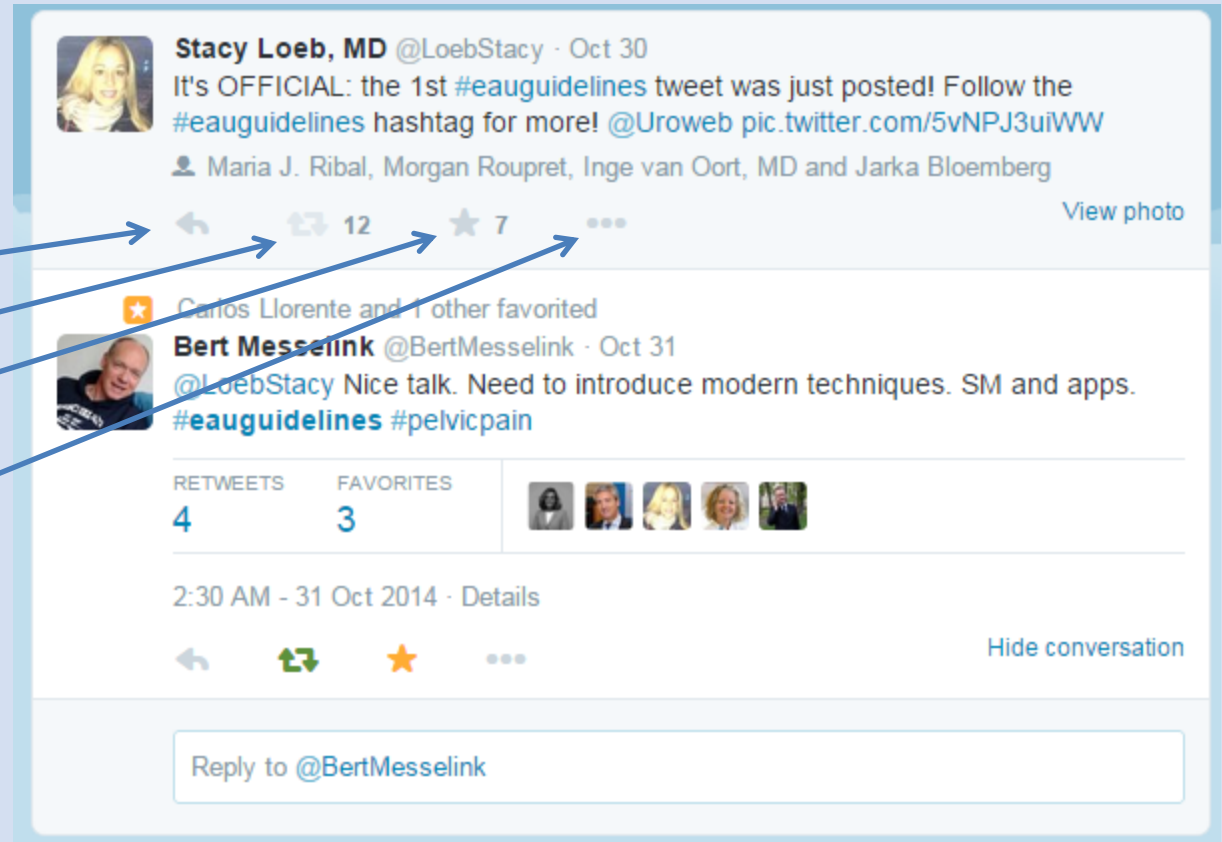 Stacy Loeb, MD @LoebStacy · Oct 30
It's OFFICIAL: the 1st #eauguidelines tweet was just posted! Follow the
#eauguidelines hashtag for more! @Uroweb pic.twitter.com/5vNPJ3uiWW
Maria J. Ribal, Morgan Roupret, Inge van Oort, MD and Jarka Bloemberg
12 7 View photo
Carlos Llorente and 1 other favorited
Bert Messelink @BertMesselink · Oct 31
@LoebStacy Nice talk. Need to introduce modern techniques. SM and apps.
#eauguidelines #pelvicpain
RETWEETS FAVORITES
4 3
2:30 AM - 31 Oct 2014 · Details
Hide conversation
Reply to @BertMesselink